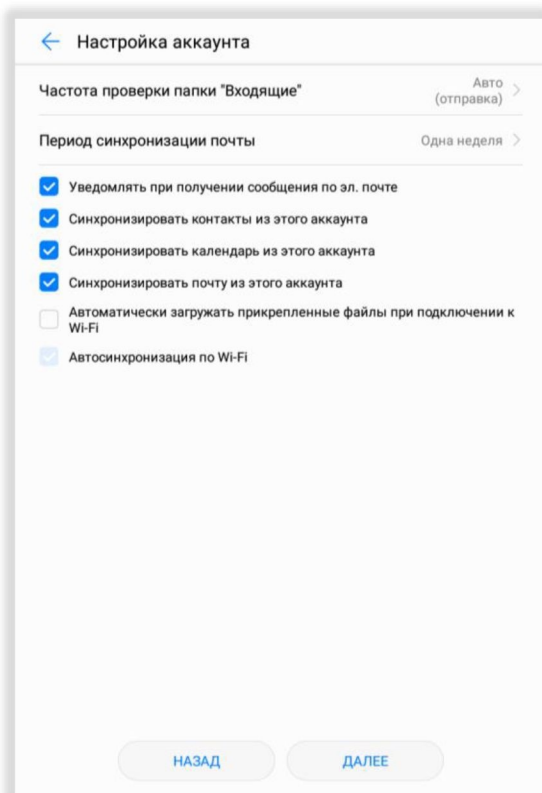 Настройка аккаунта
Частота проверки папки "Входящие"
Авто
(отправка)
Период синхронизации почты
Одна неделя
Уведомлять при получении сообщения по эл. почте
Синхронизировать контакты из этого аккаунта
Синхронизировать календарь из этого аккаунта
Синхронизировать почту из этого аккаунта
Автоматически загружать прикрепленные файлы при подключении к
Wi-Fi
Автосинхронизация по Wi-Fi
НАЗАД
ДАЛЕЕ